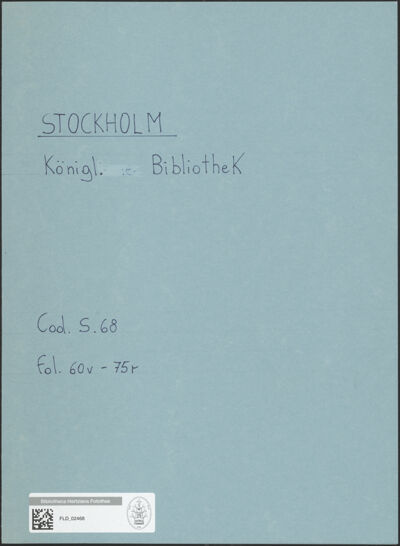 STOCKHOLM
Königl. Bibliothek
Cod. S. 68
Fol. 60v - 75r
Bibliotheca Hertziana Fotothek
FLD_02468